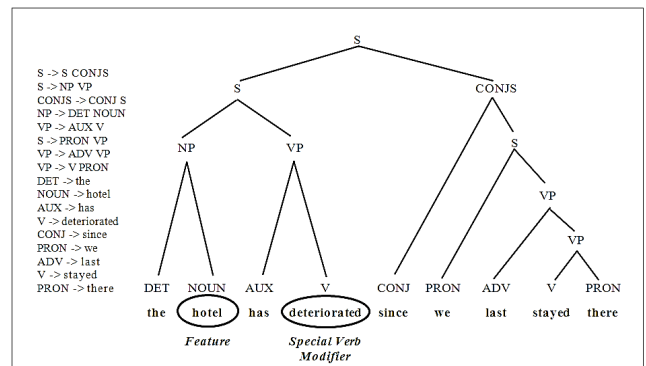 S
S -> S CONJS
S -> NP VP
CONJS -> CONJ S
NP -> DET NOUN
VP -> AUX V
S -> PRON VP
VP -> ADV VP
VP -> V PRON
DET -> the
NOUN -> hotel
AUX -> has
V -> deteriorated
CONJ -> since
PRON -> we
ADV -> last
V -> stayed
PRON -> there
S CONJS
NP VP S
VP
VP
DET NOUN AUX V CONJ PRON ADV V PRON
the hotel has deteriorated since we last stayed there
Feature Special Verb
Modifier